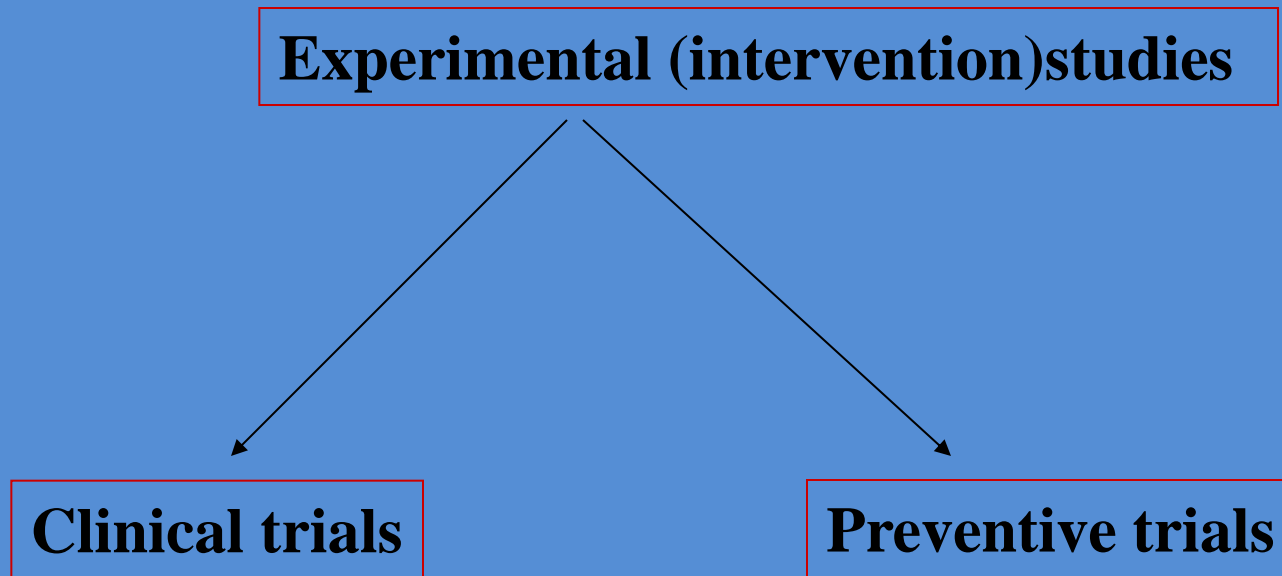 Experimental (intervention)studies
Clinical trials
Preventive trials